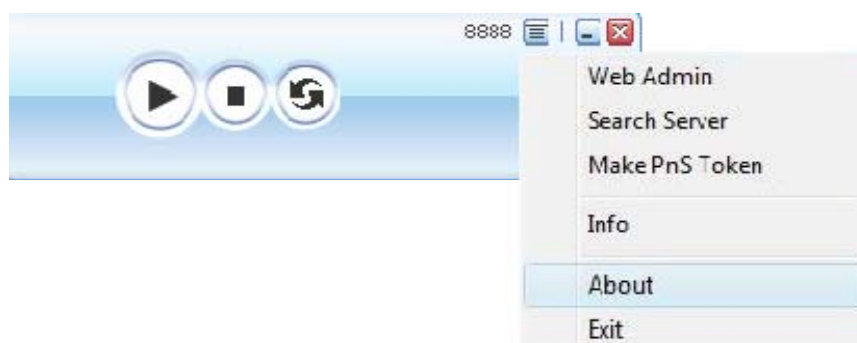 8888
Web Admin
Search Server
Make PnS Token
Info
About
Exit